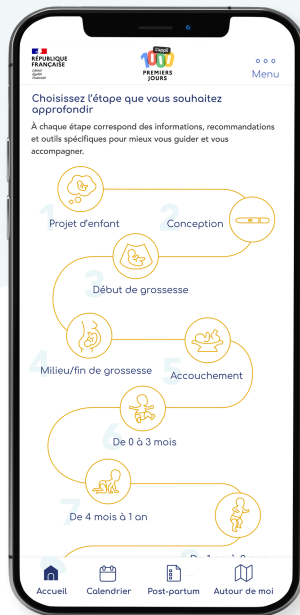 RÉPUBLIQUE
FRANÇAISE
Liberté
Égalité
Fraternité
l'appli
1000
PREMIERS
JOURS
Menu
Choisissez l'étape que vous souhaitez
approfondir
À chaque étape correspond des informations, recommandations
et outils spécifiques pour mieux vous guider et vous
accompagner.
1
Projet d'enfant
2
Conception
3
Début de grossesse
4
Milieu/fin de grossesse
5
Accouchement
6
De 0 à 3 mois
7
De 4 mois à 1 an
Accueil
Calendrier
Post-partum
Autour de moi